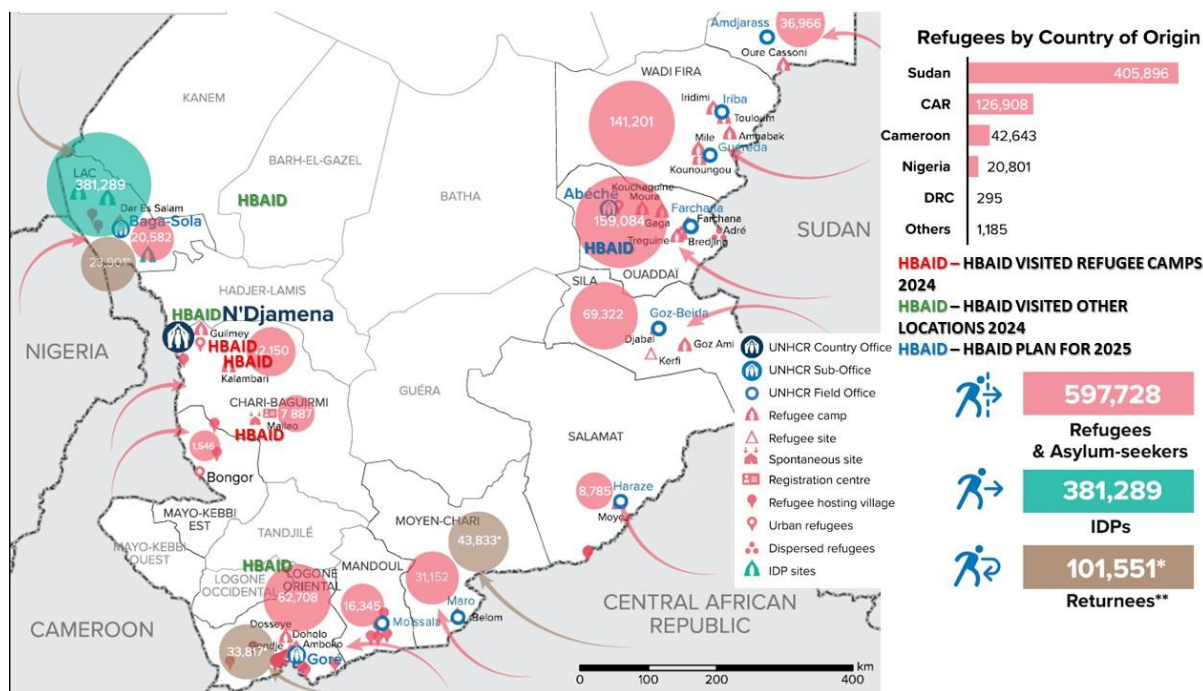 Amdjarass
36,966
Oure Cassoni
WADI FIRA
KANEM
141,201
Iridimi
Iriba
Touloum
Amnabak
Mile
Guéréda
Kounoungou
BARH-EL-GAZEL
BATHA
LAC
381,289
HBAID
Dar Es Salam
Baga-Sola
20,582
23,901*
Abéché
Kouchaguine
Moura
159,084
Gaga
Farchana
Farchana
Adré
Treguine
Bredjing
HBAID
OUADDAÏ
SUDAN
SILA
69,322
Goz-Beida
Djabal
Goz Ami
Kerfi
HADJER-LAMIS
HBAID N'Djamena
Guilmey
HBAID
2,150
HBAID
Kalambari
NIGERIA
GUÉRA
CHARI-BAGUIRMI
7 887
Mailao
HBAID
1,546
Bongor
SALAMAT
8,785
Haraze
Moyo
MAYO-KEBBI
EST
MAYO-KEBBI
OUEST
TANDJILÉ
MOYEN-CHARI
43,833*
HBAID
LOGONE
OCCIDENTAL
LOGONE
ORIENTAL
62,708
MANDOUL
16,345
31,152
Maro
Belom
Moïssala
Dosseye
Doholo
Amboko
Gore
33,817*
CAMEROON
CENTRAL AFRICAN
REPUBLIC
km
0 100 200 400
UNHCR Country Office
UNHCR Sub-Office
UNHCR Field Office
Refugee camp
Refugee site
Spontaneous site
Registration centre
Refugee hosting village
Urban refugees
Dispersed refugees
IDP sites
Refugees by Country of Origin
Sudan 405,896
CAR 126,908
Cameroon 42,643
Nigeria 20,801
DRC 295
Others 1,185
HBAID – HBAID VISITED REFUGEE CAMPS
2024
HBAID – HBAID VISITED OTHER
LOCATIONS 2024
HBAID – HBAID PLAN FOR 2025
597,728
Refugees
& Asylum-seekers
381,289
IDPs
101,551*
Returnees**